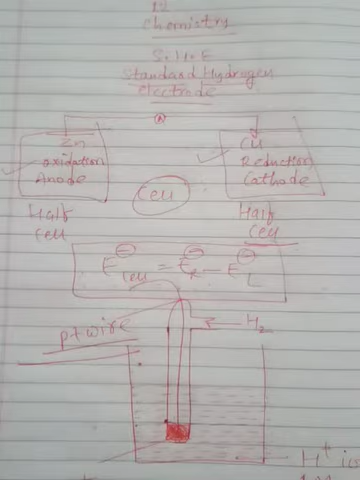 12
Chemistry
S.H.E
Standard Hydrogen
electrode
A
Zn
oxidation
Anode
Cu
Reduction
Cathode
Cell
Half
Cell
Half
Cell
E⊖cell = E⊖R - E⊖L
pt wire
H2
H+